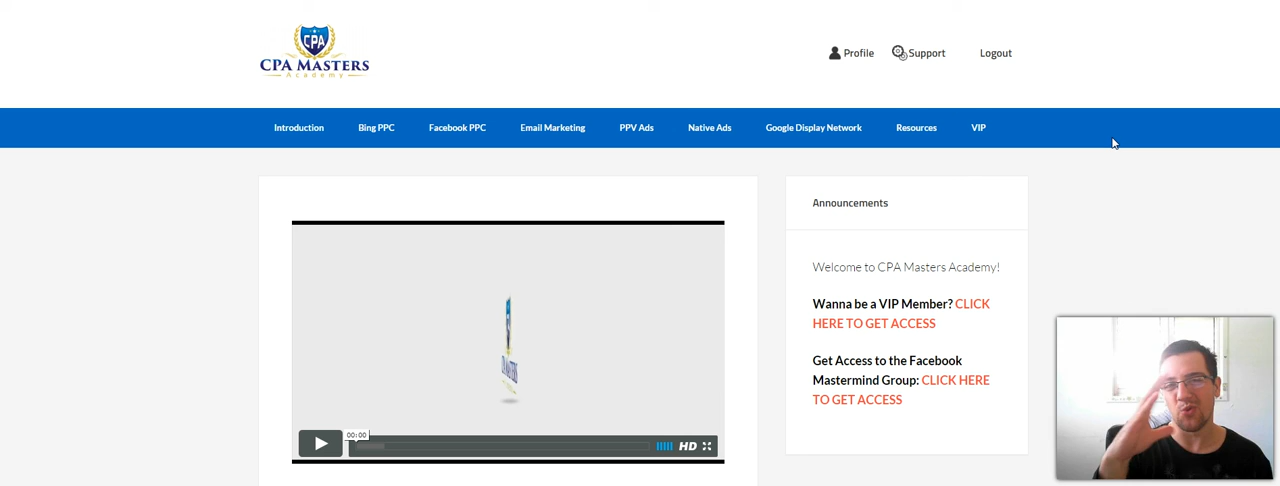 CPA
CPA MASTERS
Academy
Profile
Support
Logout
Introduction
Bing PPC
Facebook PPC
Email Marketing
PPV Ads
Native Ads
Google Display Network
Resources
VIP
Announcements
Welcome to CPA Masters Academy!
Wanna be a VIP Member? CLICK
HERE TO GET ACCESS
Get Access to the Facebook
Mastermind Group: CLICK HERE
TO GET ACCESS
00:00
HD